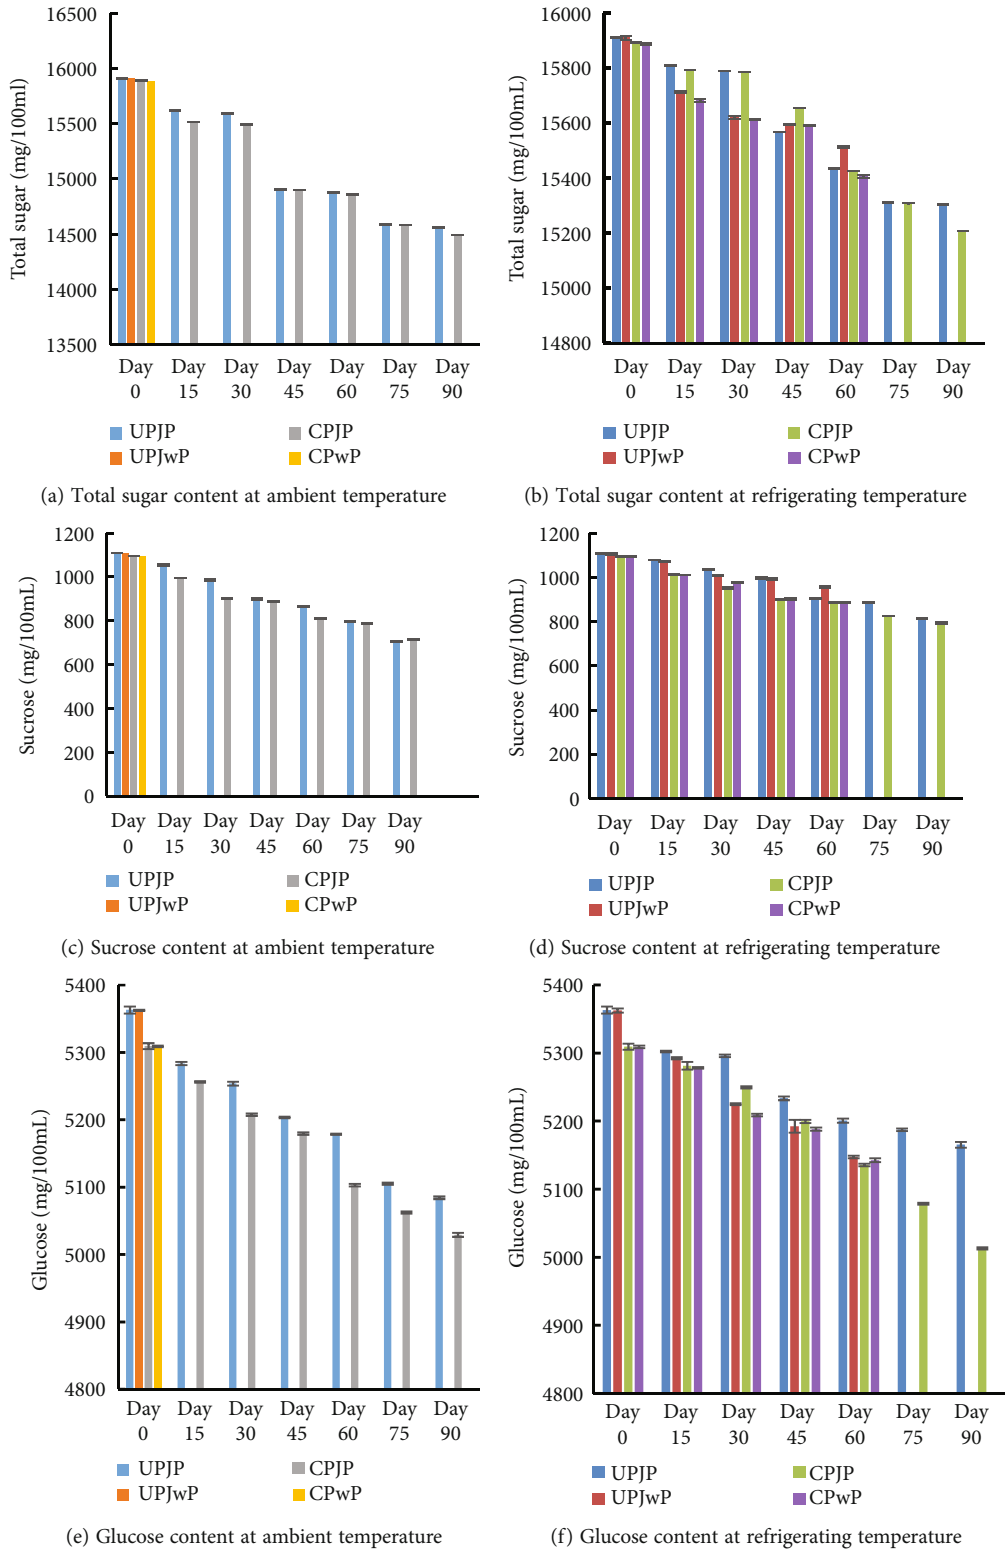 16500
16000
15500
15000
14500
14000
13500
Total sugar (mg/100ml)
Day Day Day Day Day Day Day
0 15 30 45 60 75 90
UPJP CPJP
UPJwP CPwP
(a) Total sugar content at ambient temperature
16000
15800
15600
15400
15200
15000
14800
Total sugar (mg/100mL)
Day Day Day Day Day Day Day
0 15 30 45 60 75 90
UPJP CPJP
UPJwP CPwP
(b) Total sugar content at refrigerating temperature
1200
1000
800
600
400
200
0
Sucrose (mg/100mL)
Day Day Day Day Day Day Day
0 15 30 45 60 75 90
UPJP CPJP
UPJwP CPwP
(c) Sucrose content at ambient temperature
1200
1000
800
600
400
200
0
Sucrose (mg/100mL)
Day Day Day Day Day Day Day
0 15 30 45 60 75 90
UPJP CPJP
UPJwP CPwP
(d) Sucrose content at refrigerating temperature
5400
5300
5200
5100
5000
4900
4800
Glucose (mg/100mL)
Day Day Day Day Day Day Day
0 15 30 45 60 75 90
UPJP CPJP
UPJwP CPwP
(e) Glucose content at ambient temperature
5400
5300
5200
5100
5000
4900
4800
Glucose (mg/100mL)
Day Day Day Day Day Day Day
0 15 30 45 60 75 90
UPJP CPJP
UPJwP CPwP
(f) Glucose content at refrigerating temperature